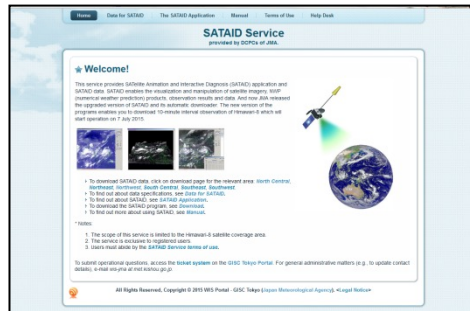 Home Data for SATAID The SATAID Application Manual Terms of Use Help Desk
SATAID Service
provided by DCPCs of JMA.
Welcome!
This service provides SATellite Animation and Interactive Diagnosis (SATAID) application and
SATAID data. SATAID enables the visualization and manipulation of satellite imagery, NWP
(numerical weather prediction) products, observation results and data. And now JMA released
the upgraded version of SATAID and its automatic downloader. The new version of the
programs enables you to download 10-minute interval observation of Himawari-8 which will
start operation on 7 July 2015.
To download SATAID data, click on download page for the relevant area: North Central,
Northeast, Northwest, South Central, Southeast, Southwest
To find out about data specifications, see Data for SATAID.
To find out about SATAID, see SATAID Application.
To download the SATAID program, see Download.
To find out more about using SATAID, see Manual.
* Notes:
1. The scope of this service is limited to the Himawari-8 satellite coverage area.
2. The service is exclusive to registered users.
3. Users must abide by the SATAID Service terms of use.
To submit operational questions, access the ticket system on the GISC Tokyo Portal. For general administrative matters (e.g., to update contact
details), e-mail
All Rights Reserved, Copyright © 2015 WIS Portal - GISC Tokyo (Japan Meteorological Agency), <Legal Notice>